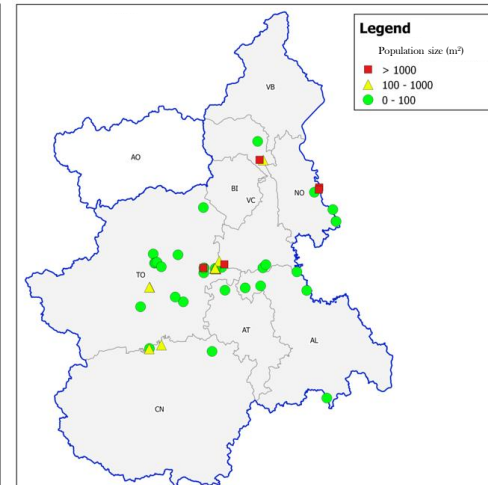 Legend
Population size (m²)
> 1000
100 - 1000
0 - 100
VB
AO
BI
VC
NO
TO
AT
AL
CN